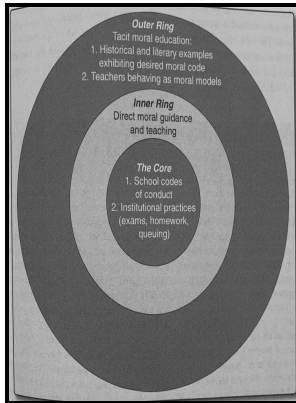 Outer Ring
Tacit moral education:
1. Historical and literary examples
exhibiting desired moral code
2. Teachers behaving as moral models
Inner Ring
Direct moral guidance
and teaching
The Core
1. School codes
of conduct
2. Institutional practices
(exams, homework,
queuing)